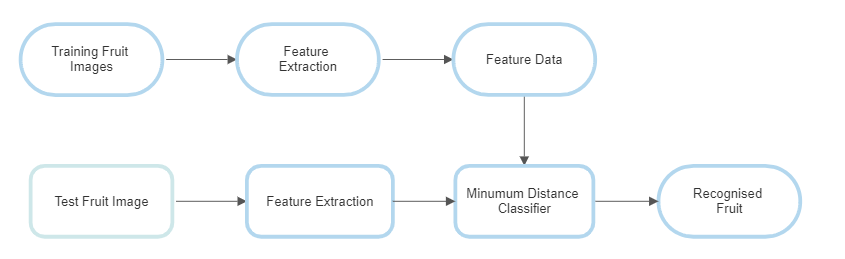 Training Fruit
Images
Feature
Extraction
Feature Data
Test Fruit Image
Feature Extraction
Minumum Distance
Classifier
Recognised
Fruit